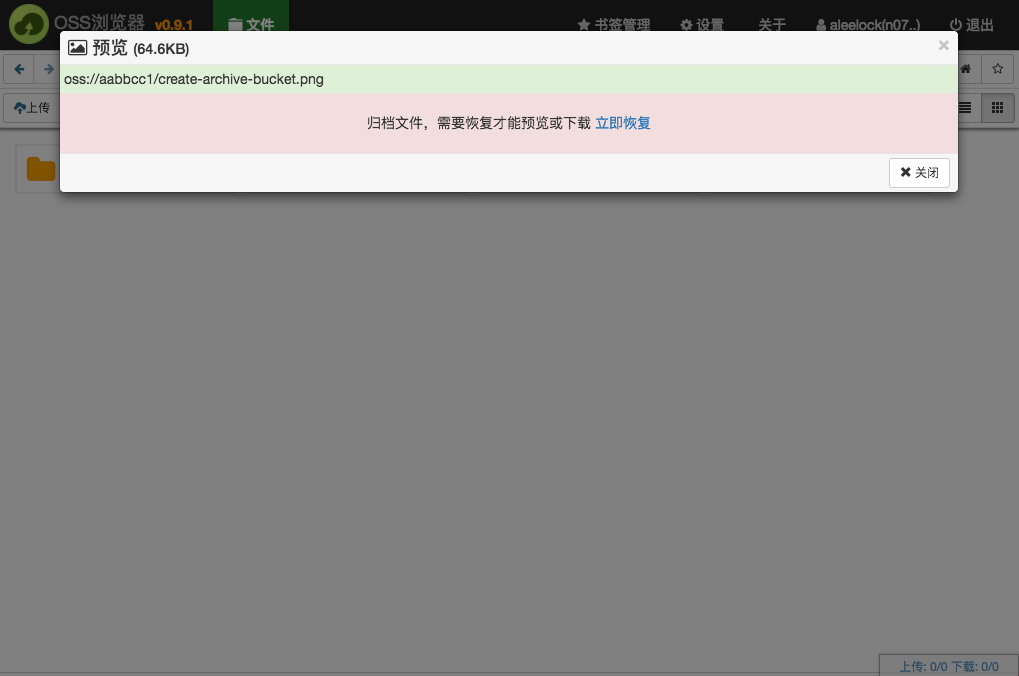 OSS浏览器 v0.9.1 文件 书签管理 设置 关于 aleelock(n07..) 退出
预览 (64.6KB) ×
oss://aabbcc1/create-archive-bucket.png
上传
归档文件，需要恢复才能预览或下载 立即恢复
关闭
上传: 0/0 下载: 0/0